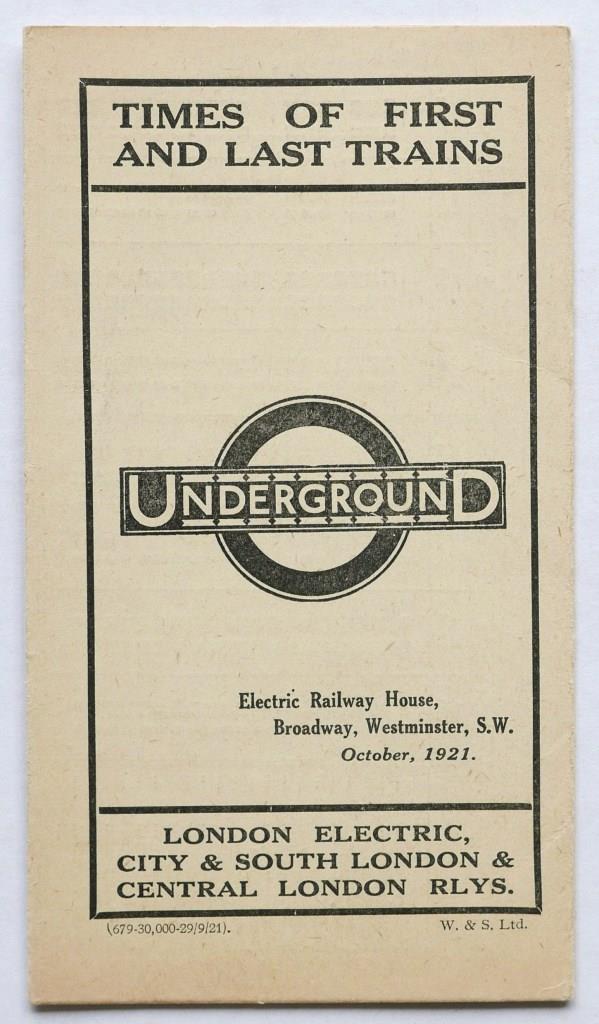 TIMES OF FIRST
AND LAST TRAINS
UNDERGROUND
Electric Railway House,
Broadway, Westminster, S.W.
October, 1921.
LONDON ELECTRIC,
CITY & SOUTH LONDON &
CENTRAL LONDON RLYS.
(679-30,000-29/9/21).
W. & S. Ltd.